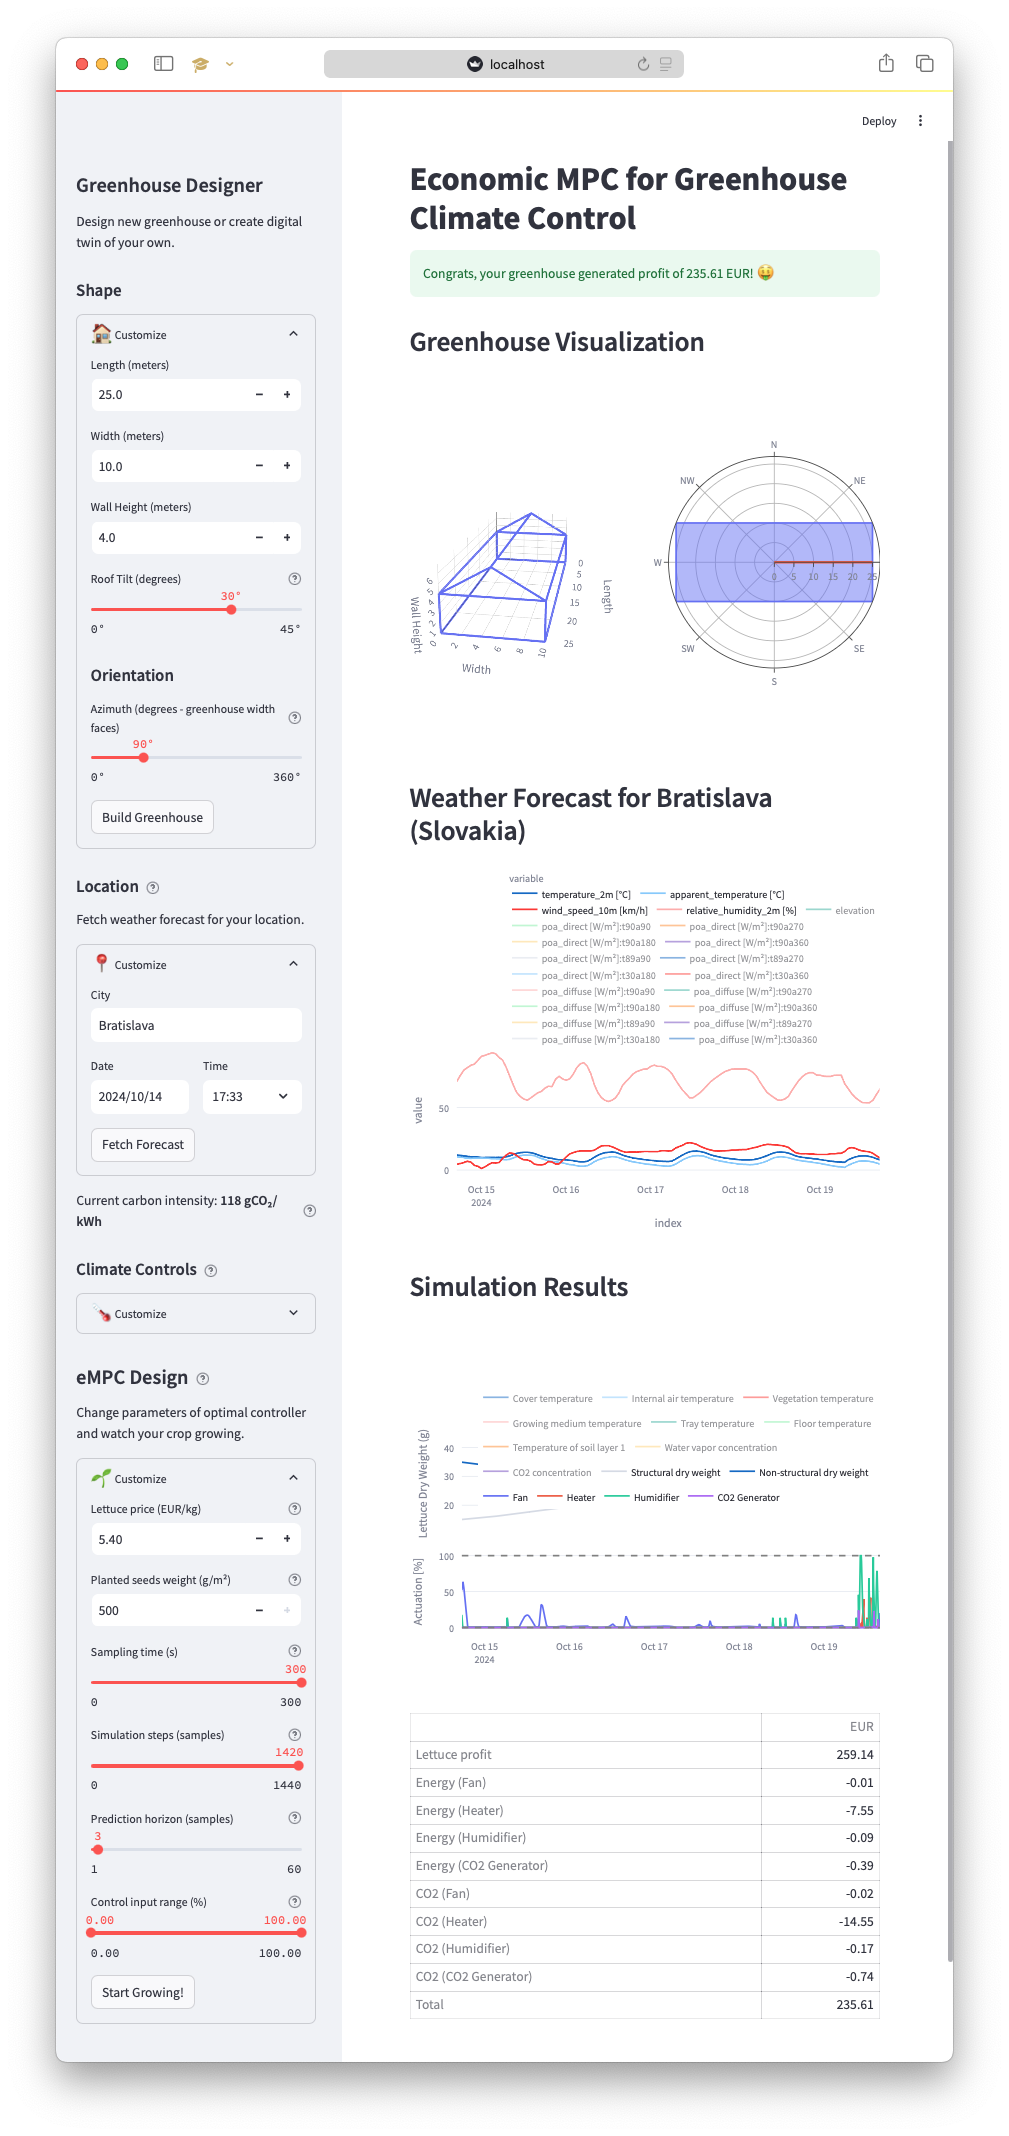 localhost
Deploy
Greenhouse Designer
Design new greenhouse or create digital
twin of your own.
Shape
Customize
Length (meters)
25.0
Width (meters)
10.0
Wall Height (meters)
4.0
Roof Tilt (degrees)
30°
0° 45°
Orientation
Azimuth (degrees - greenhouse width
faces)
90°
0° 360°
Build Greenhouse
Location
Fetch weather forecast for your location.
Customize
City
Bratislava
Date Time
2024/10/14 17:33
Fetch Forecast
Current carbon intensity: 118 gCO₂/
kWh
Climate Controls
Customize
eMPC Design
Change parameters of optimal controller
and watch your crop growing.
Customize
Lettuce price (EUR/kg)
5.40
Planted seeds weight (g/m²)
500
Sampling time (s)
300
0 300
Simulation steps (samples)
1420
0 1440
Prediction horizon (samples)
3
1 60
Control input range (%)
0.00 100.00
0.00 100.00
Start Growing!
Economic MPC for Greenhouse
Climate Control
Congrats, your greenhouse generated profit of 235.61 EUR! 🤑
Greenhouse Visualization
6
5
4
3
2
1
0
Wall Height
2 4 6 8 10
Width
0
5
10
15
20
25
Length
N
NW NE
W
0 5 10 15 20 25
SW SE
S
Weather Forecast for Bratislava
(Slovakia)
variable
temperature_2m [°C] apparent_temperature [°C]
wind_speed_10m [km/h] relative_humidity_2m [%] elevation
poa_direct [W/m²]:t90a90 poa_direct [W/m²]:t90a270
poa_direct [W/m²]:t90a180 poa_direct [W/m²]:t90a360
poa_direct [W/m²]:t89a90 poa_direct [W/m²]:t89a270
poa_direct [W/m²]:t30a180 poa_direct [W/m²]:t30a360
poa_diffuse [W/m²]:t90a90 poa_diffuse [W/m²]:t90a270
poa_diffuse [W/m²]:t90a180 poa_diffuse [W/m²]:t90a360
poa_diffuse [W/m²]:t89a90 poa_diffuse [W/m²]:t89a270
poa_diffuse [W/m²]:t30a180 poa_diffuse [W/m²]:t30a360
value
50
0
Oct 15 Oct 16 Oct 17 Oct 18 Oct 19
2024
index
Simulation Results
Cover temperature Internal air temperature Vegetation temperature
Growing medium temperature Tray temperature Floor temperature
Temperature of soil layer 1 Water vapor concentration
CO2 concentration Structural dry weight Non-structural dry weight
Fan Heater Humidifier CO2 Generator
Lettuce Dry Weight (g)
40
30
20
Actuation [%]
100
50
0
Oct 15 Oct 16 Oct 17 Oct 18 Oct 19
2024
EUR
Lettuce profit 259.14
Energy (Fan) -0.01
Energy (Heater) -7.55
Energy (Humidifier) -0.09
Energy (CO2 Generator) -0.39
CO2 (Fan) -0.02
CO2 (Heater) -14.55
CO2 (Humidifier) -0.17
CO2 (CO2 Generator) -0.74
Total 235.61